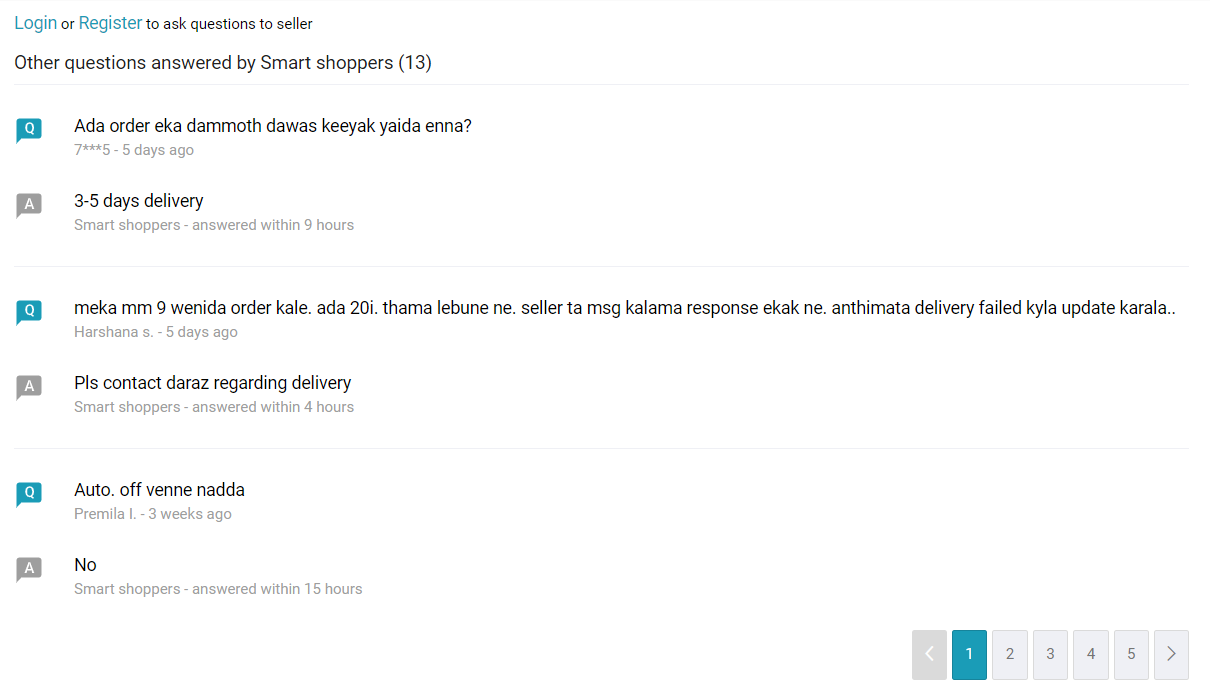 Login or Register to ask questions to seller
Other questions answered by Smart shoppers (13)
Q
Ada order eka dammoth dawas keeyak yaida enna?
7***5 - 5 days ago
A
3-5 days delivery
Smart shoppers - answered within 9 hours
Q
meka mm 9 wenida order kale. ada 20i. thama lebune ne. seller ta msg kalama response ekak ne. anthimata delivery failed kyla update karala..
Harshana s. - 5 days ago
A
Pls contact daraz regarding delivery
Smart shoppers - answered within 4 hours
Q
Auto. off venne nadda
Premila I. - 3 weeks ago
A
No
Smart shoppers - answered within 15 hours
1 2 3 4 5